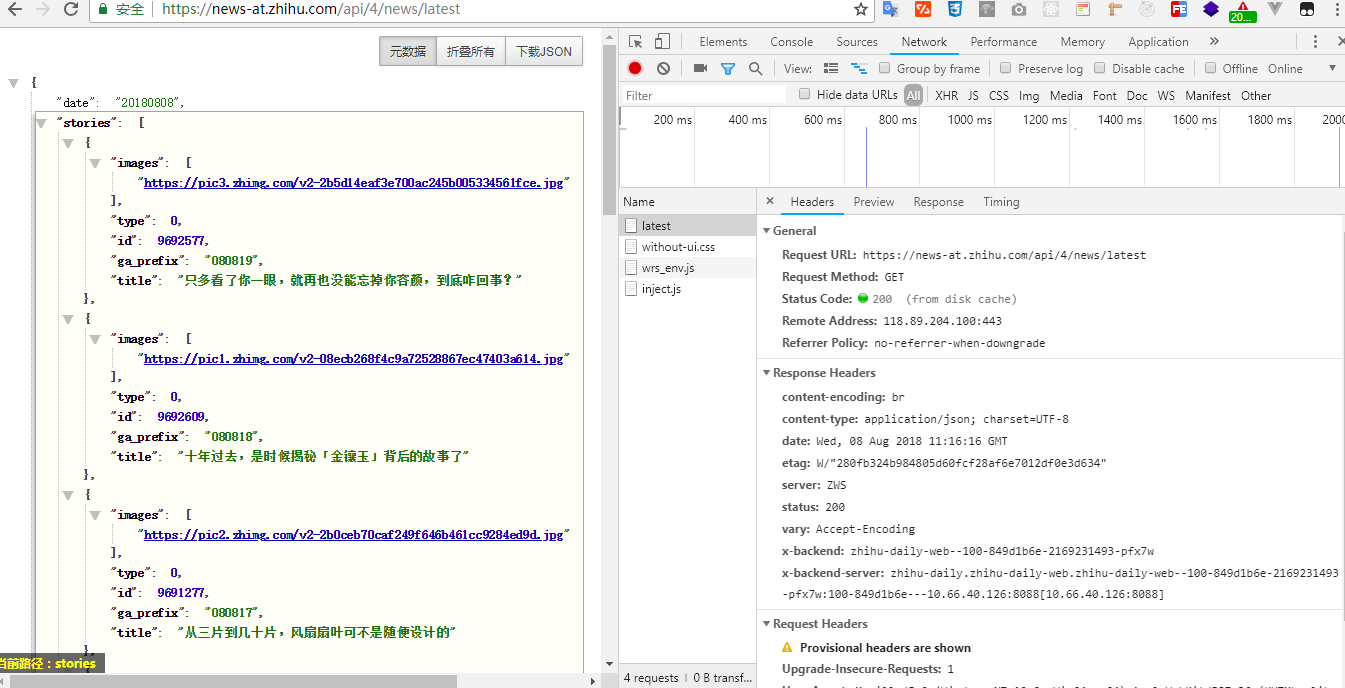 安全
https://news-at.zhihu.com/api/4/news/latest
20...
元数据 折叠所有 下载JSON
{
"date": "20180808",
"stories": [
{
"images": [
"https://pic3.zhimg.com/v2-2b5d14eaf3e700ac245b005334561fce.jpg"
],
"type": 0,
"id": 9692577,
"ga_prefix": "080819",
"title": "只多看了你一眼，就再也没能忘掉你容颜，到底咋回事？"
},
{
"images": [
"https://pic1.zhimg.com/v2-08ecb268f4c9a72528867ec47403a614.jpg"
],
"type": 0,
"id": 9692609,
"ga_prefix": "080818",
"title": "十年过去，是时候揭秘「金镶玉」背后的故事了"
},
{
"images": [
"https://pic2.zhimg.com/v2-2b0ceb70caf249f646b461cc9284ed9d.jpg"
],
"type": 0,
"id": 9691277,
"ga_prefix": "080817",
"title": "从三片到几十片，风扇扇叶可不是随便设计的"
},
{
当前路径：stories
Elements Console Sources Network Performance Memory Application »
View: Group by frame Preserve log Disable cache Offline Online
Filter Hide data URLs All XHR JS CSS Img Media Font Doc WS Manifest Other
200 ms 400 ms 600 ms 800 ms 1000 ms 1200 ms 1400 ms 1600 ms 1800 ms 2000
Name
latest
without-ui.css
wrs_env.js
inject.js
4 requests | 0 B transf...
× Headers Preview Response Timing
General
Request URL: https://news-at.zhihu.com/api/4/news/latest
Request Method: GET
Status Code: 200 (from disk cache)
Remote Address: 118.89.204.100:443
Referrer Policy: no-referrer-when-downgrade
Response Headers
content-encoding: br
content-type: application/json; charset=UTF-8
date: Wed, 08 Aug 2018 11:16:16 GMT
etag: W/"280fb324b984805d60fcf28af6e7012df0e3d634"
server: ZWS
status: 200
vary: Accept-Encoding
x-backend: zhihu-daily-web--100-849d1b6e-2169231493-pfx7w
x-backend-server: zhihu-daily.zhihu-daily-web.zhihu-daily-web--100-849d1b6e-2169231493
-pfx7w:100-849d1b6e---10.66.40.126:8088[10.66.40.126:8088]
Request Headers
Provisional headers are shown
Upgrade-Insecure-Requests: 1